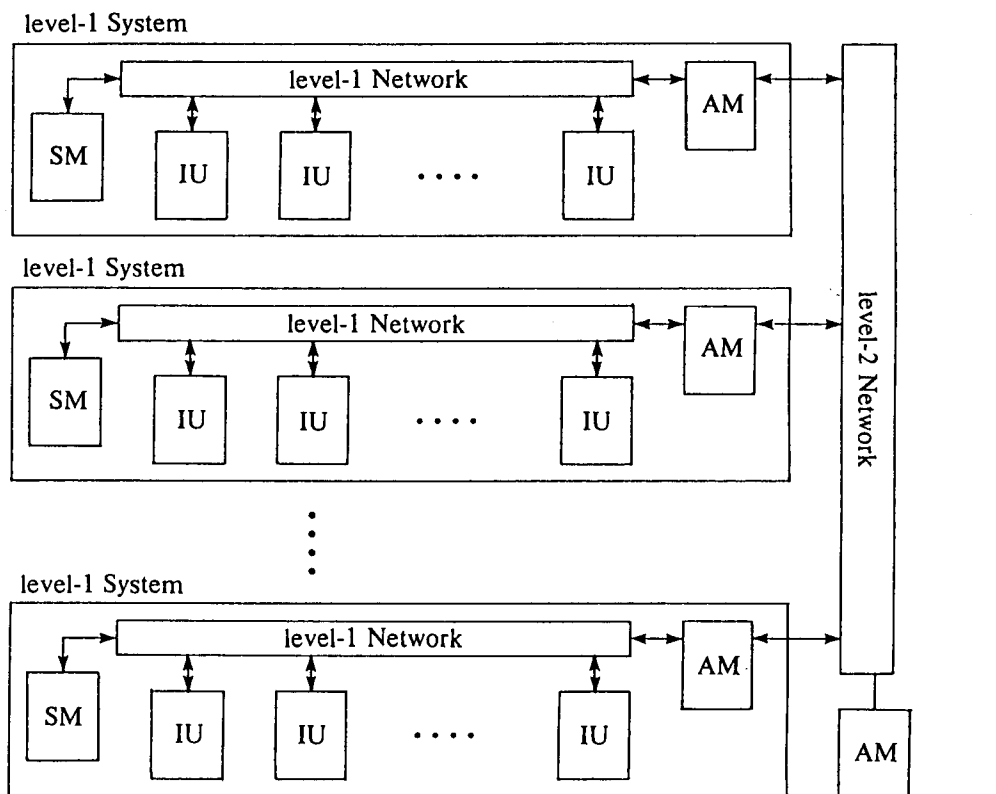 level-1 System
level-1 Network
AM
SM
IU
IU
. . . .
IU
level-1 System
level-1 Network
AM
SM
IU
IU
. . . .
IU
level-2 Network
level-1 System
level-1 Network
AM
SM
IU
IU
. . . .
IU
AM